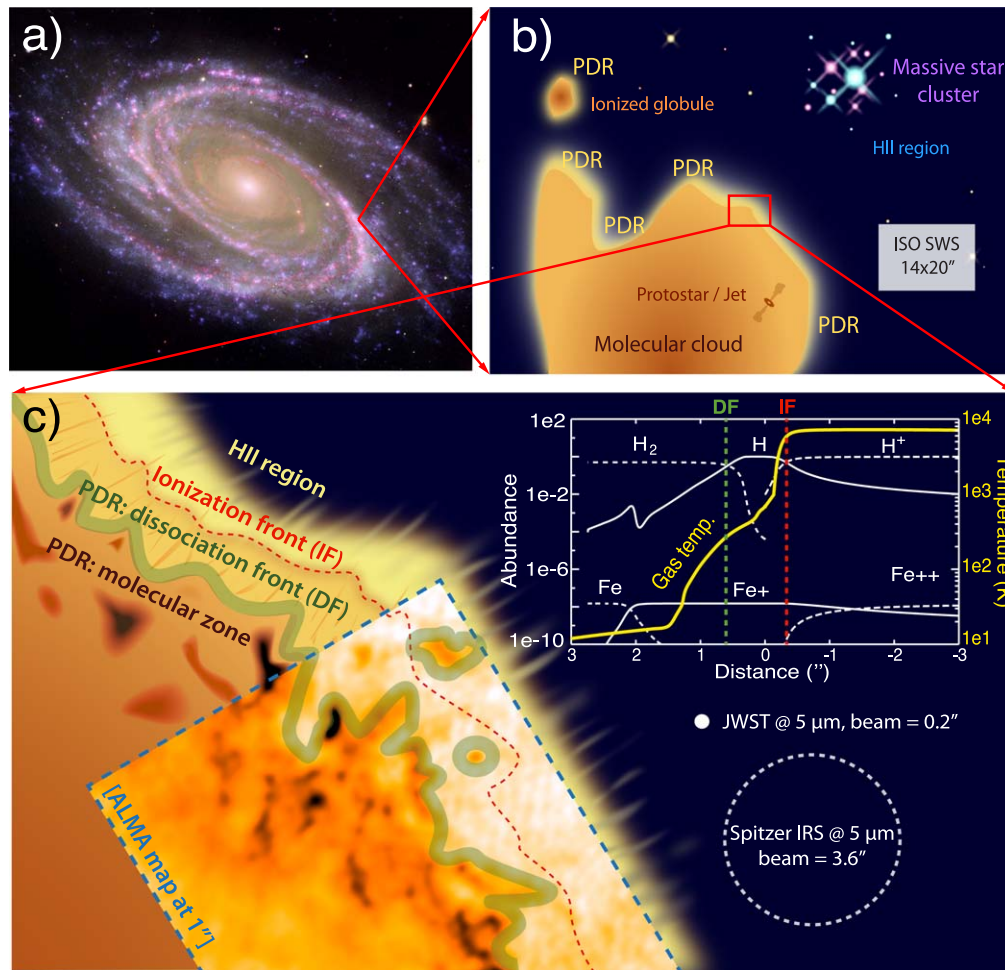 a)
b)
PDR
Ionized globule
Massive star
cluster
HII region
PDR
PDR
PDR
ISO SWS
14x20”
Protostar / Jet
PDR
Molecular cloud
c)
HII region
Ionization front (IF)
PDR: dissociation front (DF)
PDR: molecular zone
[ALMA map at 1”]
DF
IF
1e2
1e-2
1e-6
1e-10
Abundance
H2
H
H+
Gas temp.
Fe
Fe+
Fe++
1e4
1e3
1e2
1e1
Temperature (K)
3
2
1
0
-1
-2
-3
Distance (’’)
JWST @ 5 μm, beam = 0.2”
Spitzer IRS @ 5 μm
beam = 3.6”